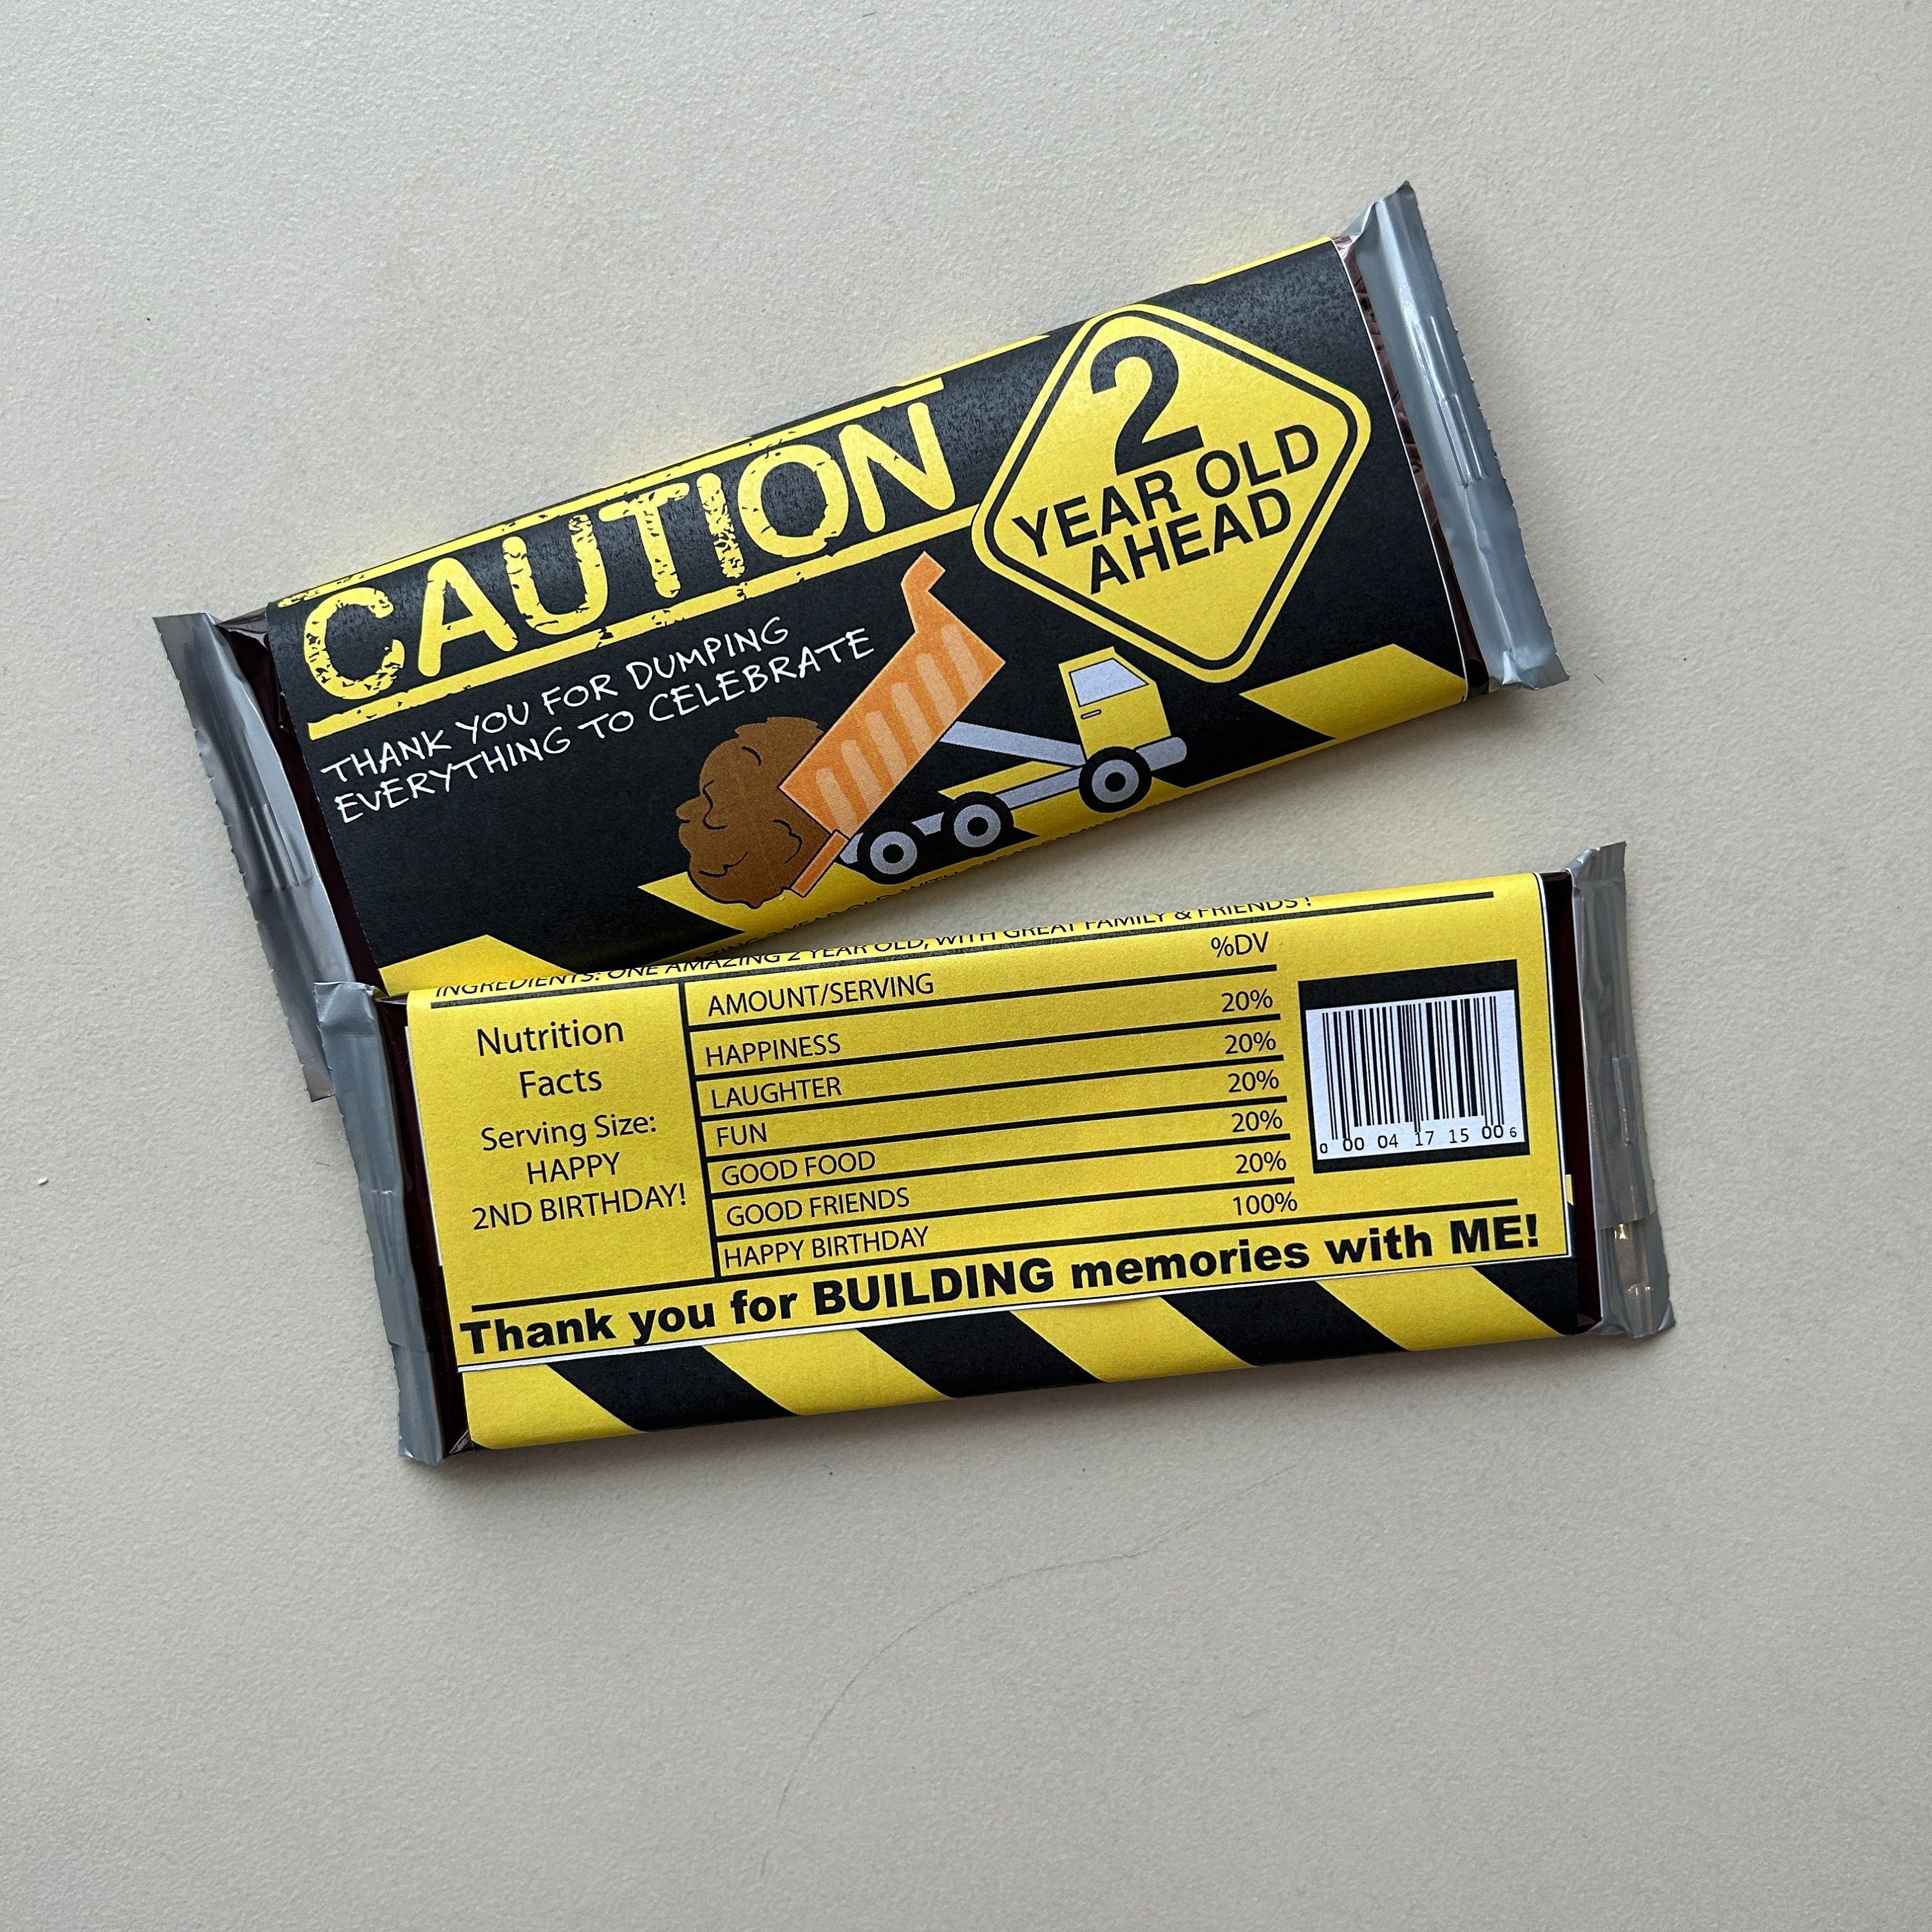 CAUTION
2
YEAR OLD
AHEAD
THANK YOU FOR DUMPING
EVERYTHING TO CELEBRATE
INGREDIENTS: ONE AMAZING 2 YEAR OLD, WITH GREAT FAMILY & FRIENDS!
Nutrition
Facts
Serving Size:
HAPPY
2ND BIRTHDAY!
AMOUNT/SERVING %DV
HAPPINESS 20%
LAUGHTER 20%
FUN 20%
GOOD FOOD 20%
GOOD FRIENDS 20%
HAPPY BIRTHDAY 100%
0 00 04 17 15 00 6
Thank you for BUILDING memories with ME!